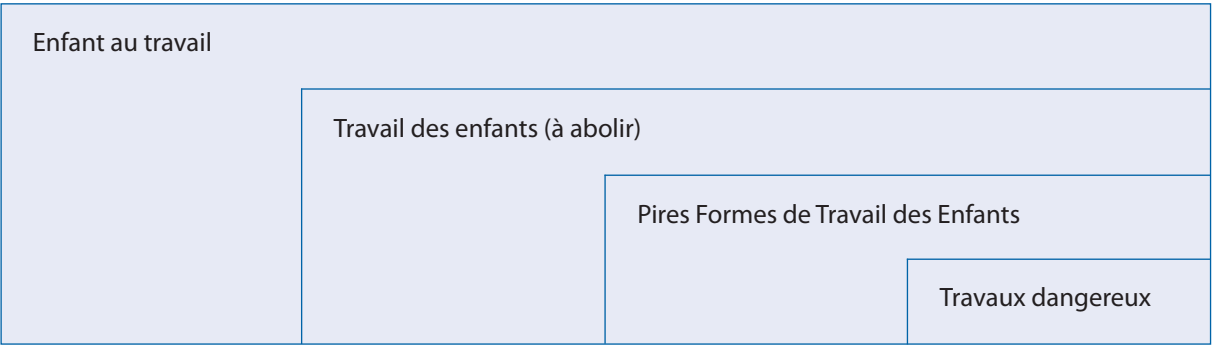 Enfant au travail
Travail des enfants (à abolir)
Pires Formes de Travail des Enfants
Travaux dangereux